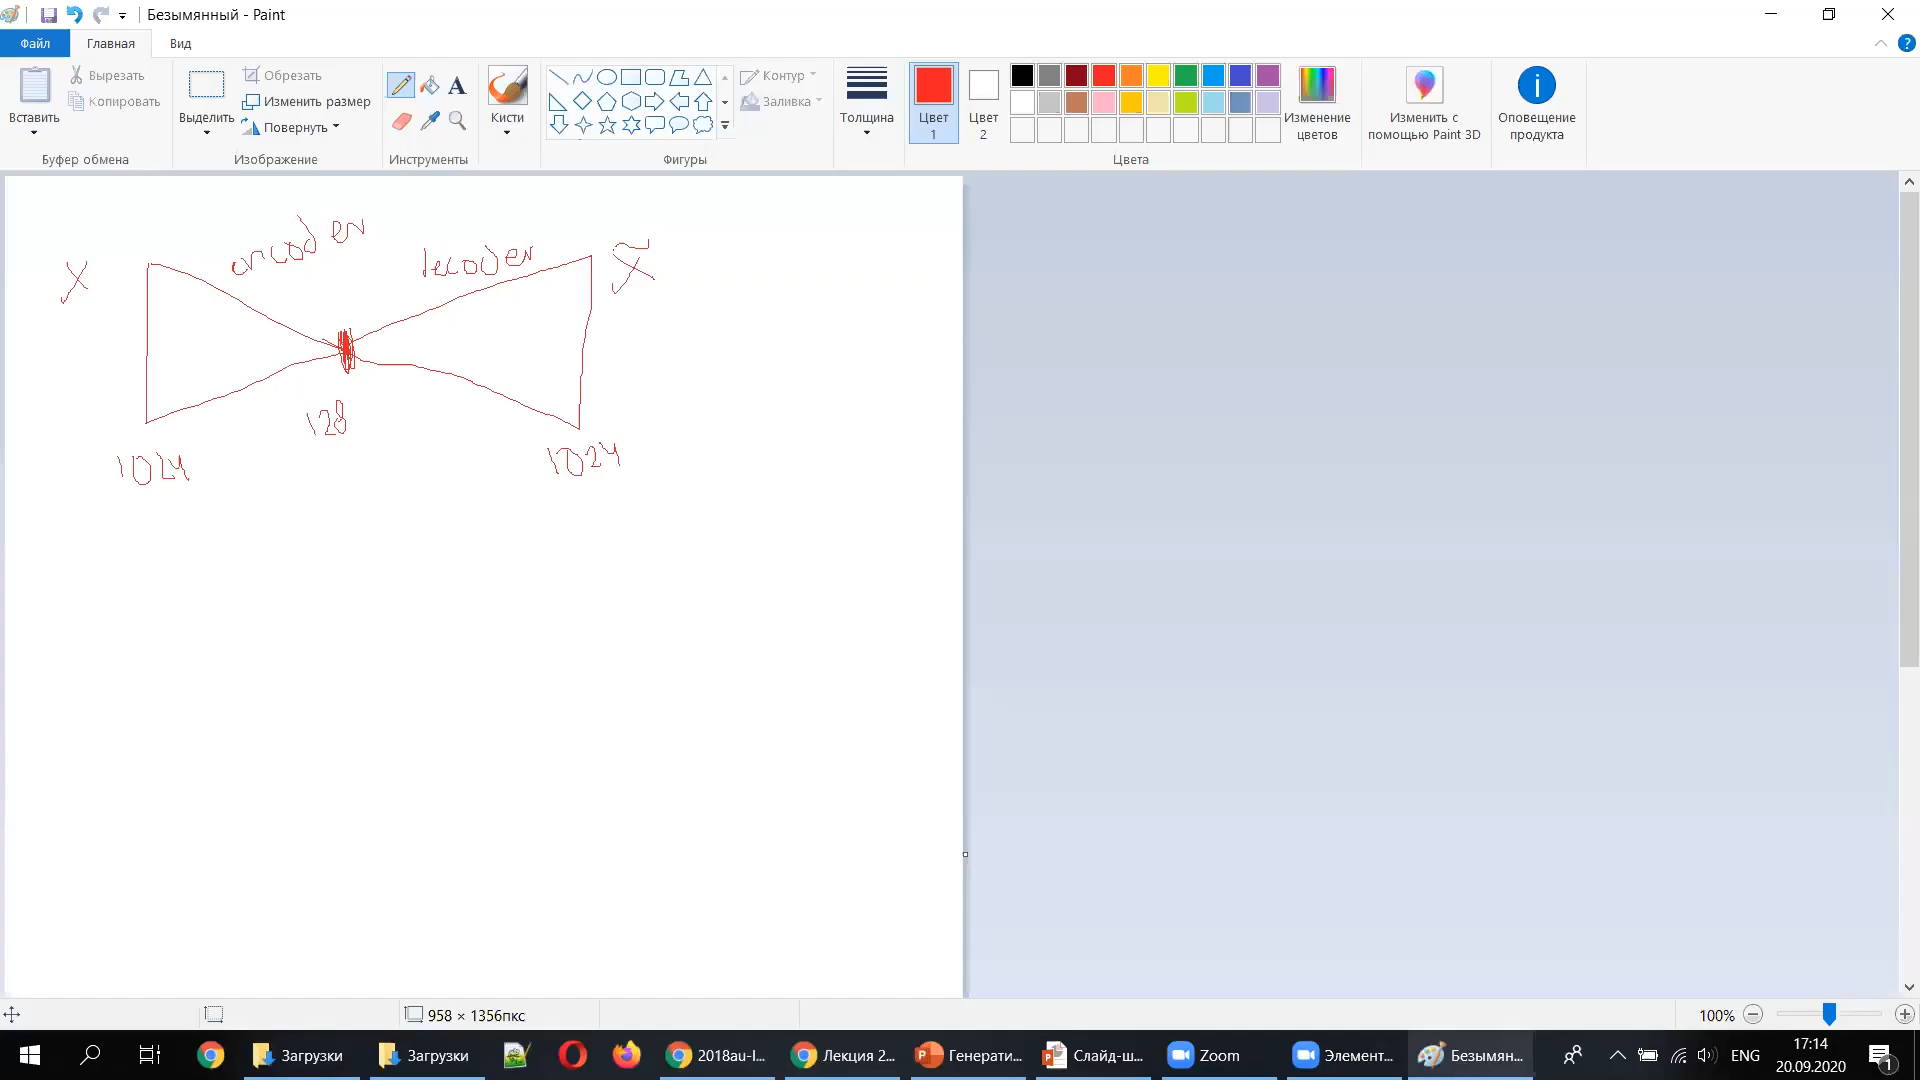 Безымянный - Paint
Файл Главная Вид
Вставить
Вырезать
Копировать
Буфер обмена
Выделить
Обрезать
Изменить размер
Повернуть
Изображение
Инструменты
Кисти
Фигуры
Контур
Заливка
Толщина
Цвет 1
Цвет 2
Изменение цветов
Цвета
Изменить с помощью Paint 3D
Оповещение продукта
encoder
decoder
X
X̃
128
1024
1024
958 × 1356пкс
100%
Загрузки
Загрузки
2018au-l...
Лекция 2...
Генерати...
Слайд-ш...
Zoom
Элемент...
Безымян...
ENG
17:14
20.09.2020
1